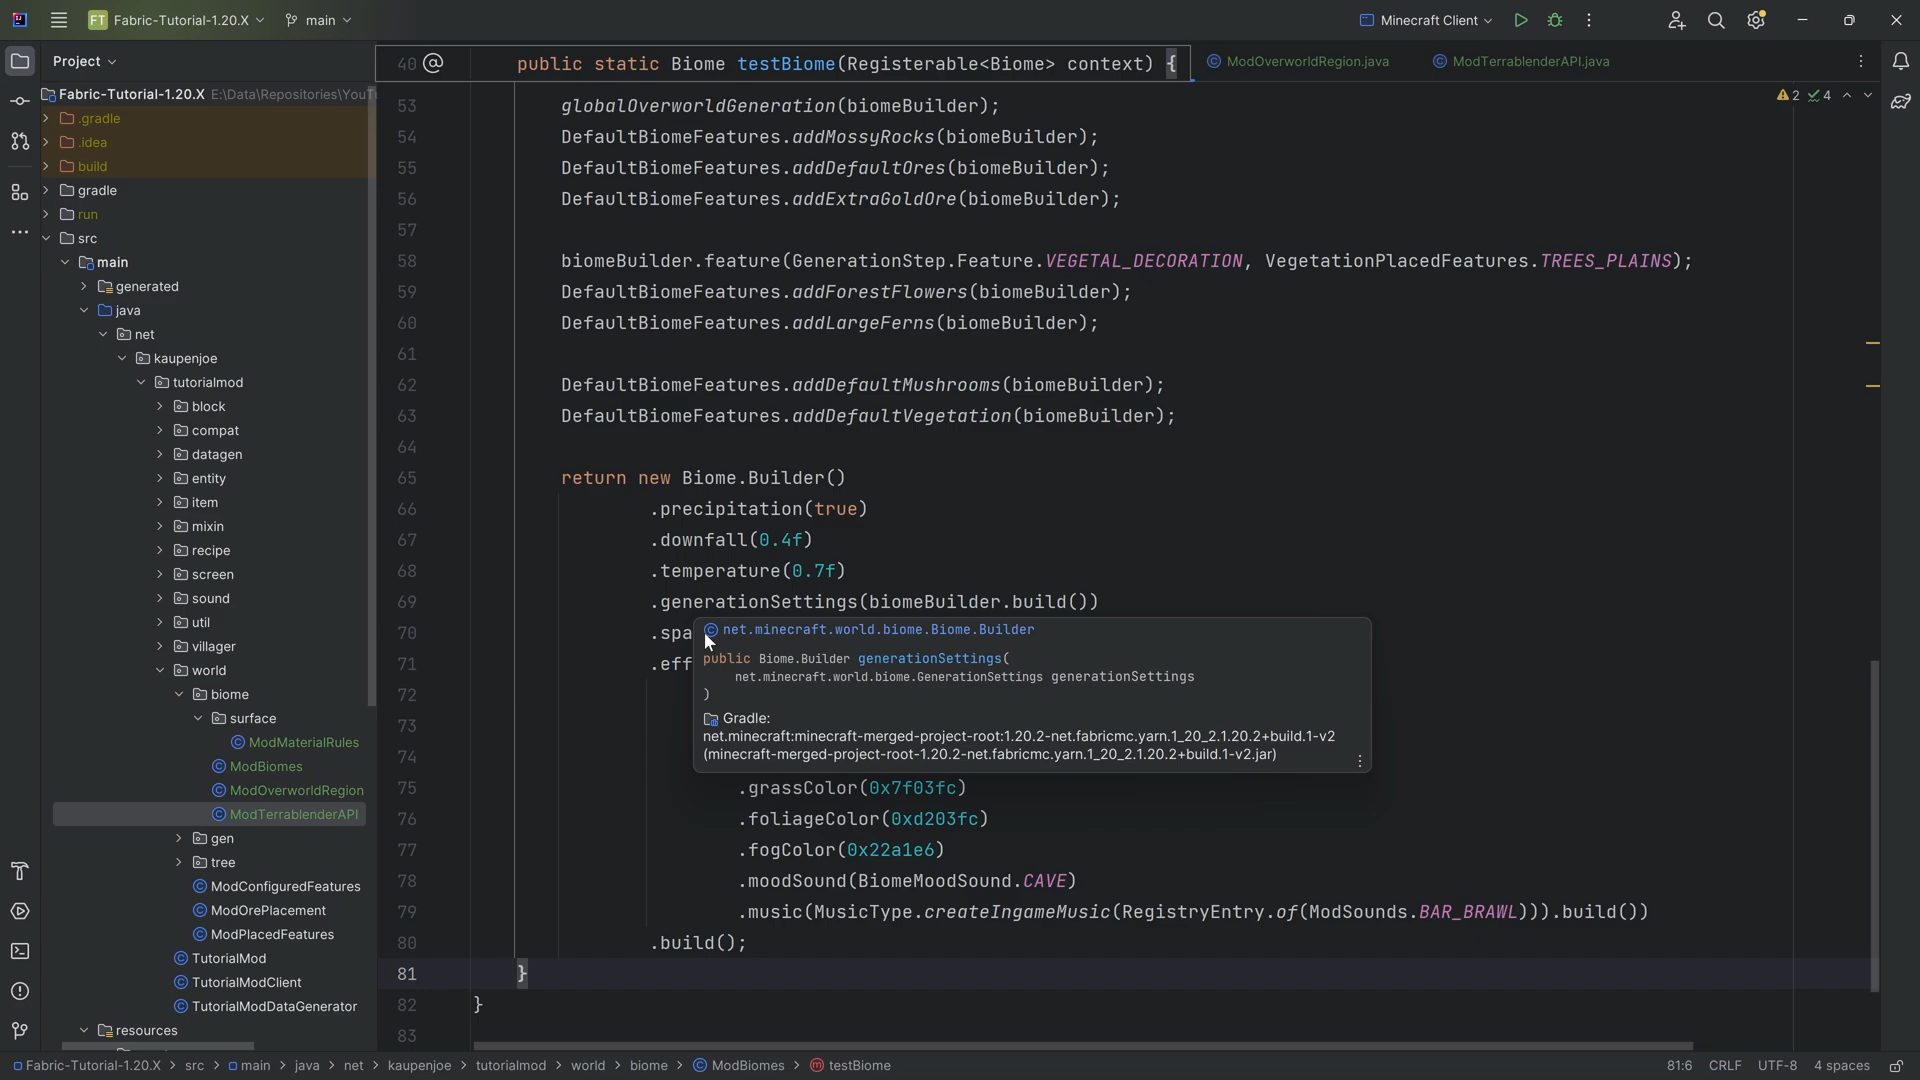 FT Fabric-Tutorial-1.20.X main Minecraft Client
Project
40 public static Biome testBiome(Registerable<Biome> context) { ModOverworldRegion.java ModTerrablenderAPI.java
Fabric-Tutorial-1.20.X E:\Data\Repositories\YouTu
.gradle
.idea
build
gradle
run
src
main
generated
java
net
kaupenjoe
tutorialmod
block
compat
datagen
entity
item
mixin
recipe
screen
sound
util
villager
world
biome
surface
ModMaterialRules
ModBiomes
ModOverworldRegion
ModTerrablenderAPI
gen
tree
ModConfiguredFeatures
ModOrePlacement
ModPlacedFeatures
TutorialMod
TutorialModClient
TutorialModDataGenerator
resources
2 4
53 globalOverworldGeneration(biomeBuilder);
54 DefaultBiomeFeatures.addMossyRocks(biomeBuilder);
55 DefaultBiomeFeatures.addDefaultOres(biomeBuilder);
56 DefaultBiomeFeatures.addExtraGoldOre(biomeBuilder);
57
58 biomeBuilder.feature(GenerationStep.Feature.VEGETAL_DECORATION, VegetationPlacedFeatures.TREES_PLAINS);
59 DefaultBiomeFeatures.addForestFlowers(biomeBuilder);
60 DefaultBiomeFeatures.addLargeFerns(biomeBuilder);
61
62 DefaultBiomeFeatures.addDefaultMushrooms(biomeBuilder);
63 DefaultBiomeFeatures.addDefaultVegetation(biomeBuilder);
64
65 return new Biome.Builder()
66 .precipitation(true)
67 .downfall(0.4f)
68 .temperature(0.7f)
69 .generationSettings(biomeBuilder.build())
70 .spa
71 .eff
72
73
74
net.minecraft.world.biome.Biome.Builder
public Biome.Builder generationSettings(
net.minecraft.world.biome.GenerationSettings generationSettings
)
Gradle:
net.minecraft:minecraft-merged-project-root:1.20.2-net.fabricmc.yarn.1_20_2.1.20.2+build.1-v2
(minecraft-merged-project-root-1.20.2-net.fabricmc.yarn.1_20_2.1.20.2+build.1-v2.jar)
75 .grassColor(0x7f03fc)
76 .foliageColor(0xd203fc)
77 .fogColor(0x22a1e6)
78 .moodSound(BiomeMoodSound.CAVE)
79 .music(MusicType.createIngameMusic(RegistryEntry.of(ModSounds.BAR_BRAWL))).build())
80 .build();
81 }
82 }
83
Fabric-Tutorial-1.20.X > src > main > java > net > kaupenjoe > tutorialmod > world > biome > ModBiomes > testBiome 81:6 CRLF UTF-8 4 spaces